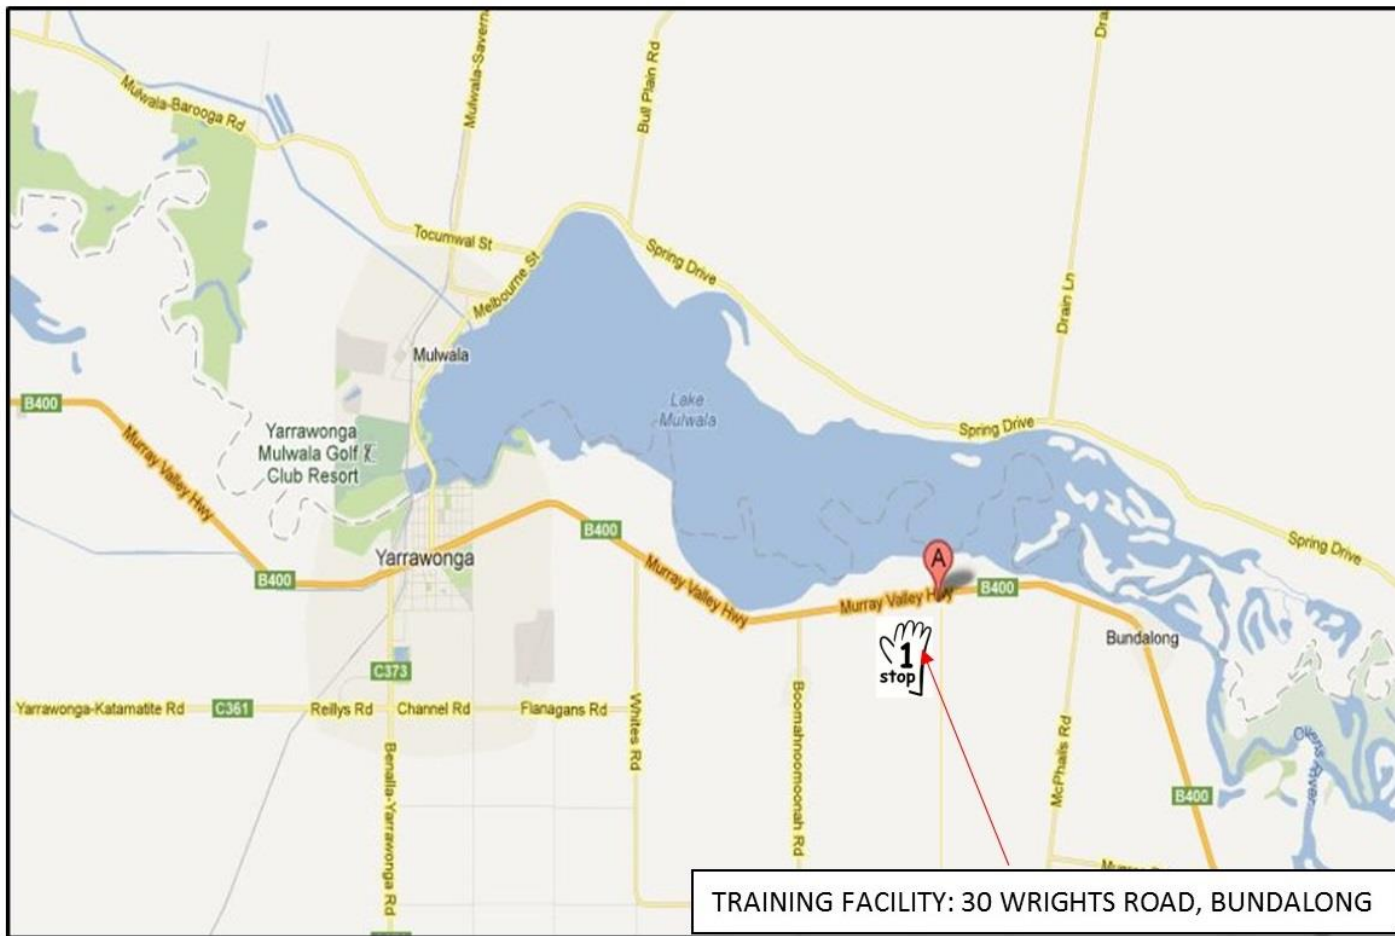 Mulwala-Barooga Rd
Mulwala-Savern
Bull Plain Rd
Drain Ln
Tocumwal St
Melbourne St
Spring Drive
Mulwala
Lake
Mulwala
Spring Drive
B400
Murray Valley Hwy
Yarrawonga
Mulwala Golf
Club Resort
Yarrawonga
B400
B400
Murray Valley Hwy
A
Murray Valley Hwy
B400
Spring Drive
Bundalong
1
stop
C373
Yarrawonga-Katamatite Rd
C361
Reillys Rd
Channel Rd
Flanagans Rd
Whites Rd
Boomahnoomoonah Rd
McPhails Rd
Ovens River
B400
Benalla-Yarrawonga Rd
TRAINING FACILITY: 30 WRIGHTS ROAD, BUNDALONG